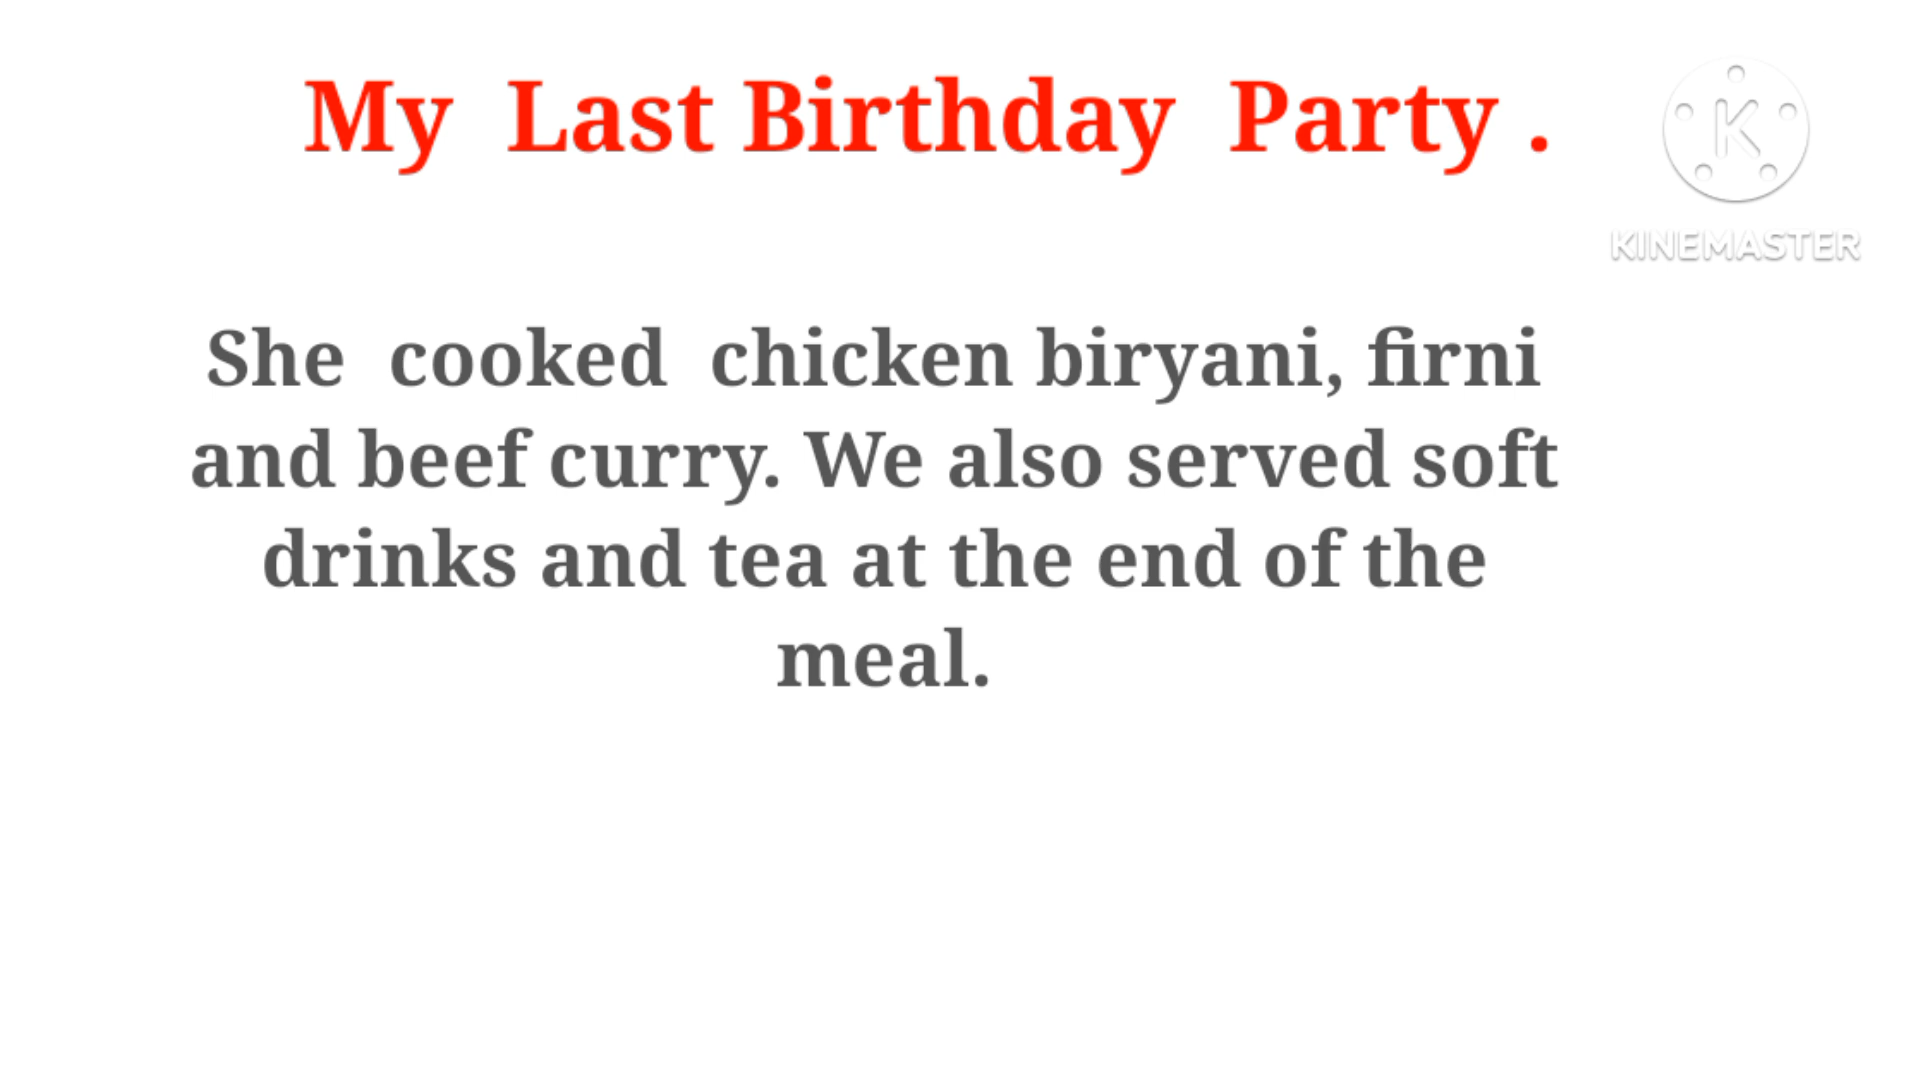 My Last Birthday Party .
K
KINEMASTER
She cooked chicken biryani, firni
and beef curry. We also served soft
drinks and tea at the end of the
meal.